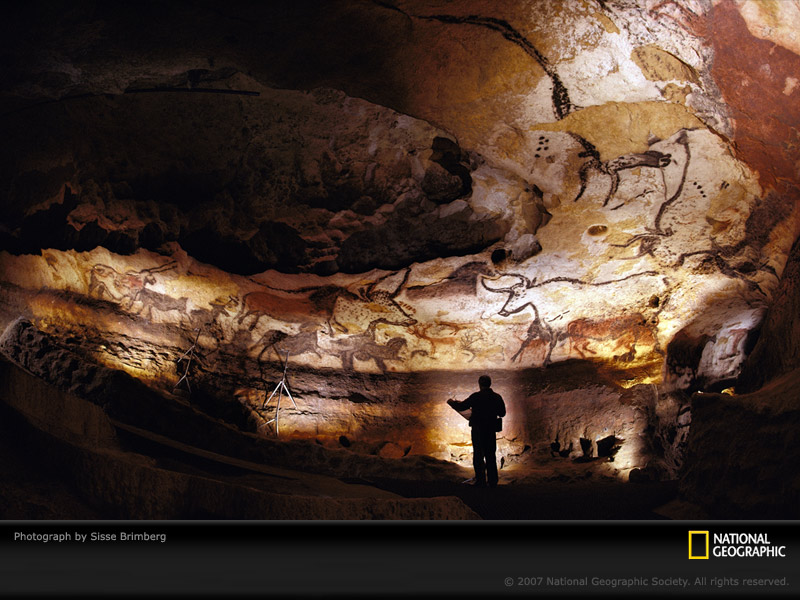 Photograph by Sisse Brimberg
NATIONAL
GEOGRAPHIC
© 2007 National Geographic Society. All rights reserved.